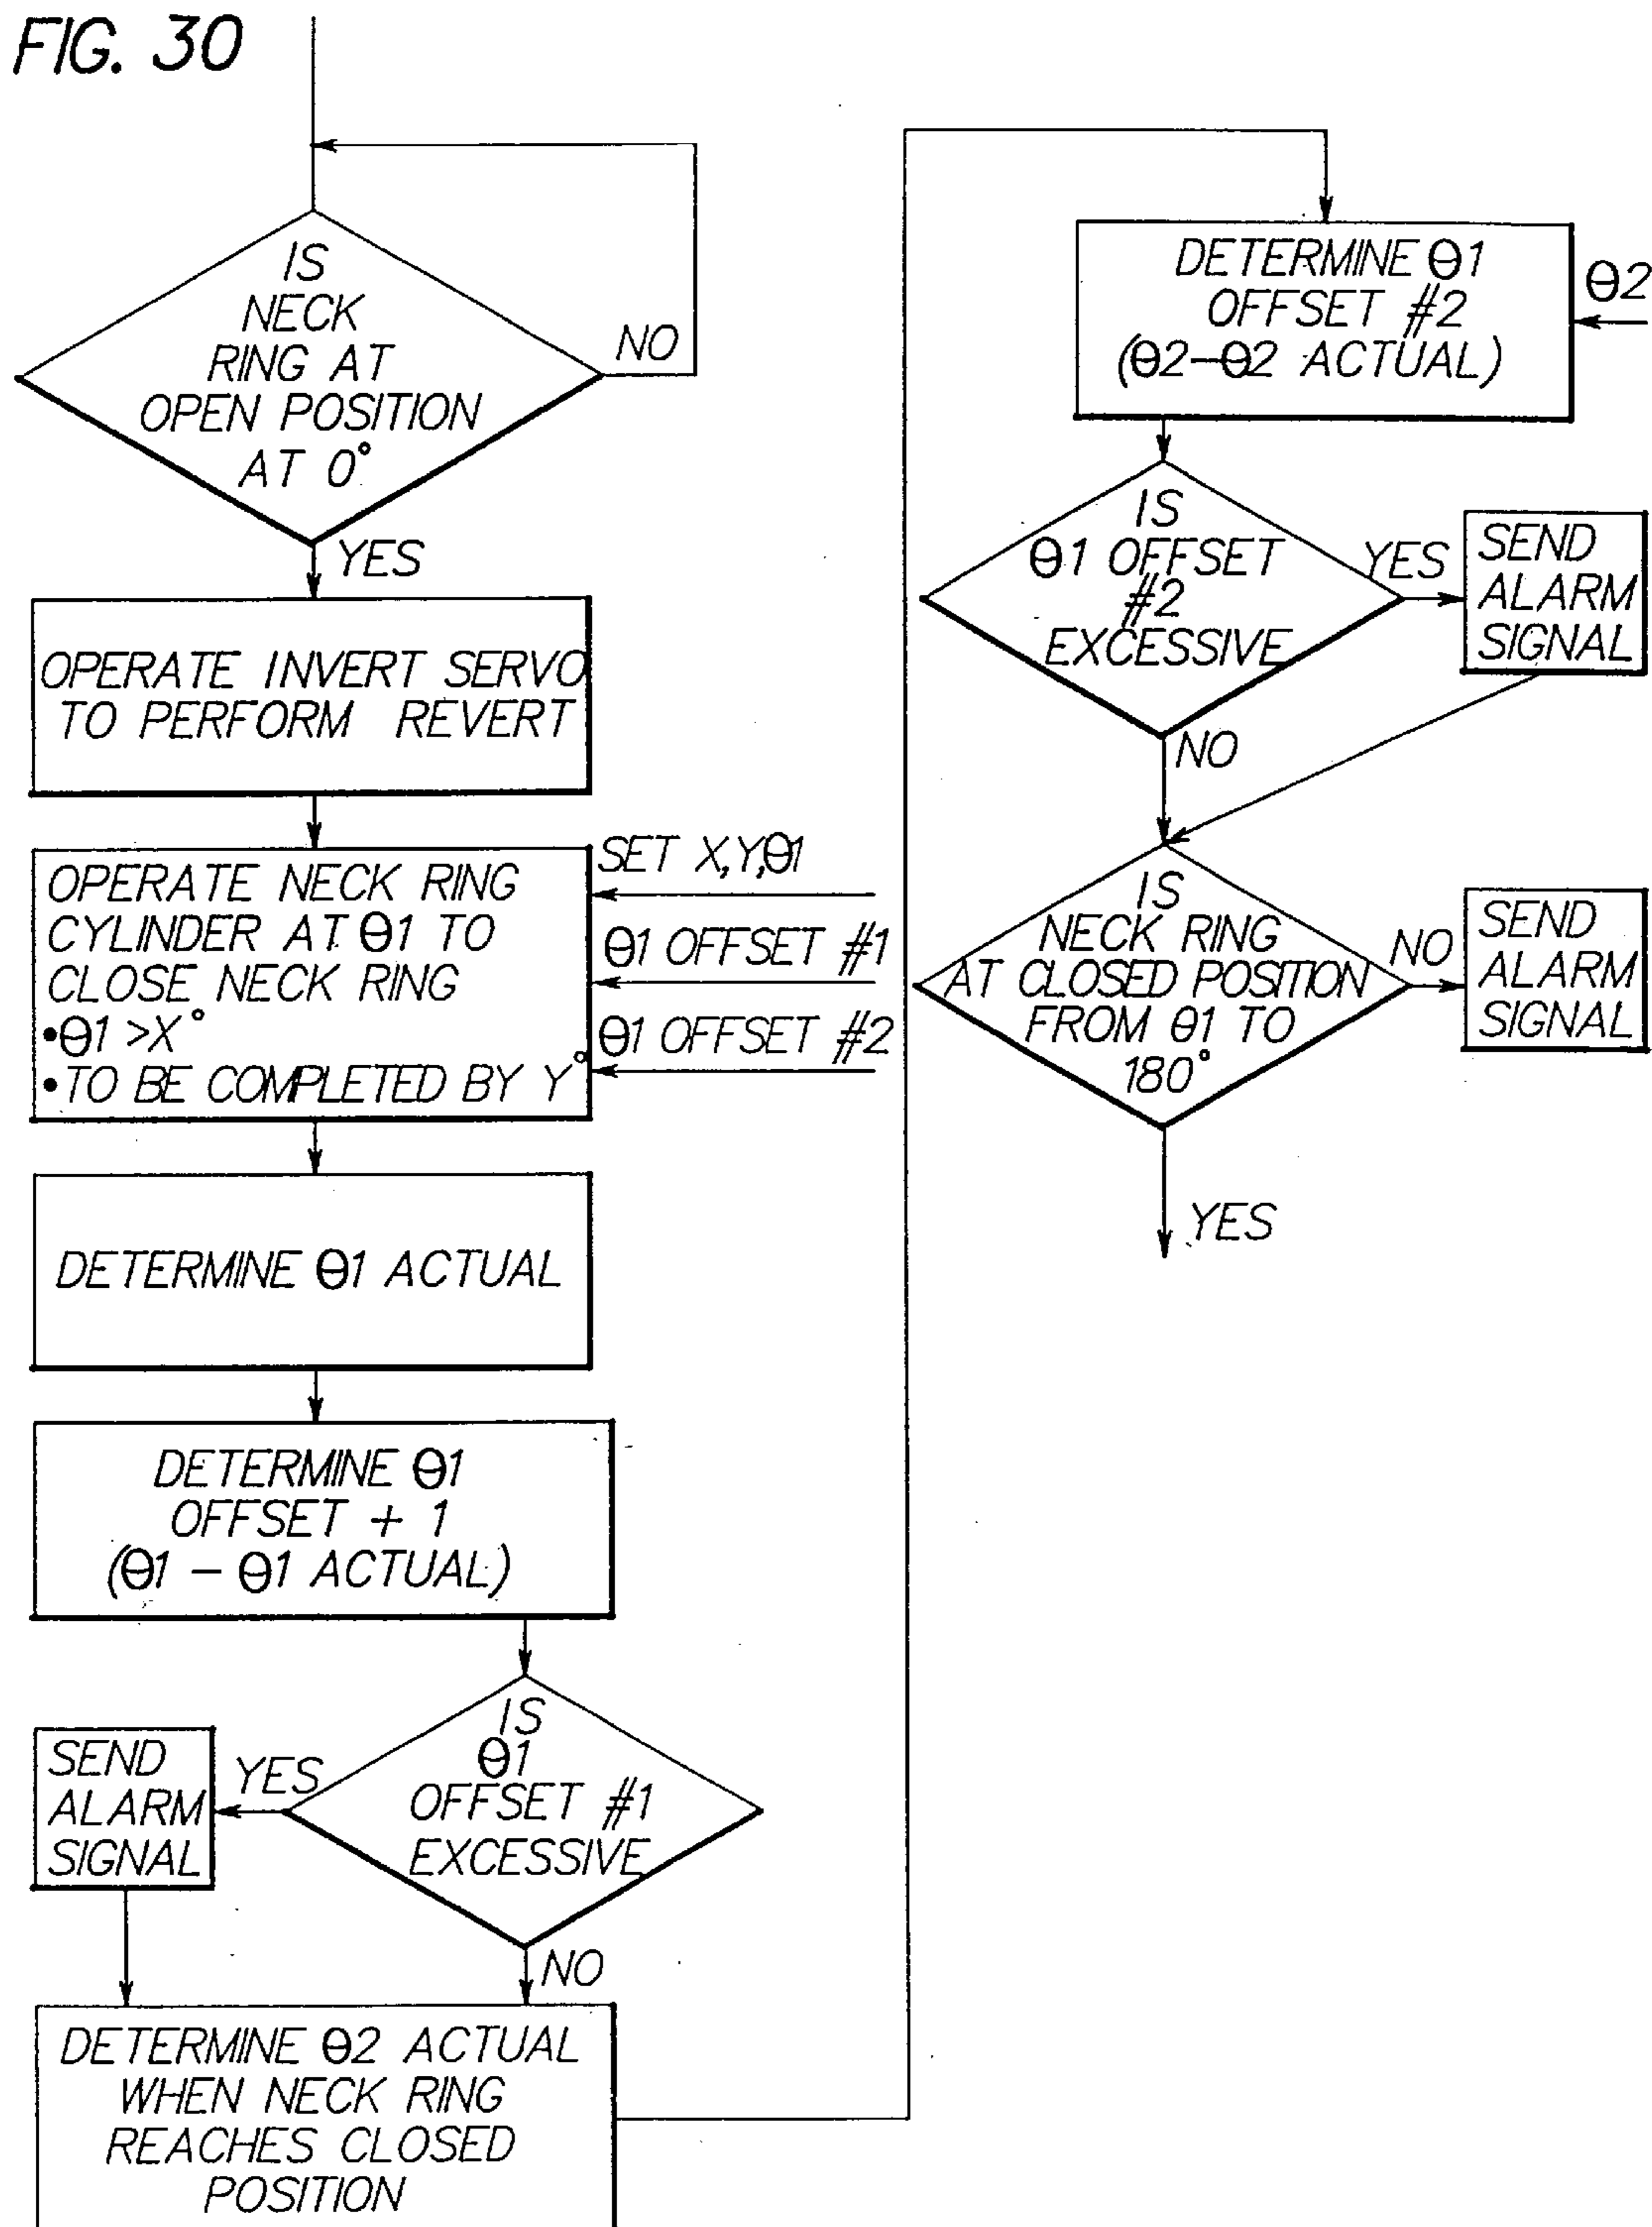 FIG. 30
IS
NECK
RING AT
OPEN POSITION
AT 0°
NO
YES
OPERATE INVERT SERVO
TO PERFORM REVERT
OPERATE NECK RING
CYLINDER AT Θ1 TO
CLOSE NECK RING
•Θ1 >X°
•TO BE COMPLETED BY Y°
SET X,Y,Θ1
Θ1 OFFSET #1
Θ1 OFFSET #2
DETERMINE Θ1 ACTUAL
DETERMINE Θ1
OFFSET + 1
(Θ1 – Θ1 ACTUAL)
IS
Θ1
OFFSET #1
EXCESSIVE
YES
SEND
ALARM
SIGNAL
NO
DETERMINE Θ2 ACTUAL
WHEN NECK RING
REACHES CLOSED
POSITION
DETERMINE Θ1
OFFSET #2
(Θ2–Θ2 ACTUAL)
Θ2
IS
Θ1 OFFSET
#2
EXCESSIVE
YES
SEND
ALARM
SIGNAL
NO
IS
NECK RING
AT CLOSED POSITION
FROM Θ1 TO
180°
NO
SEND
ALARM
SIGNAL
YES